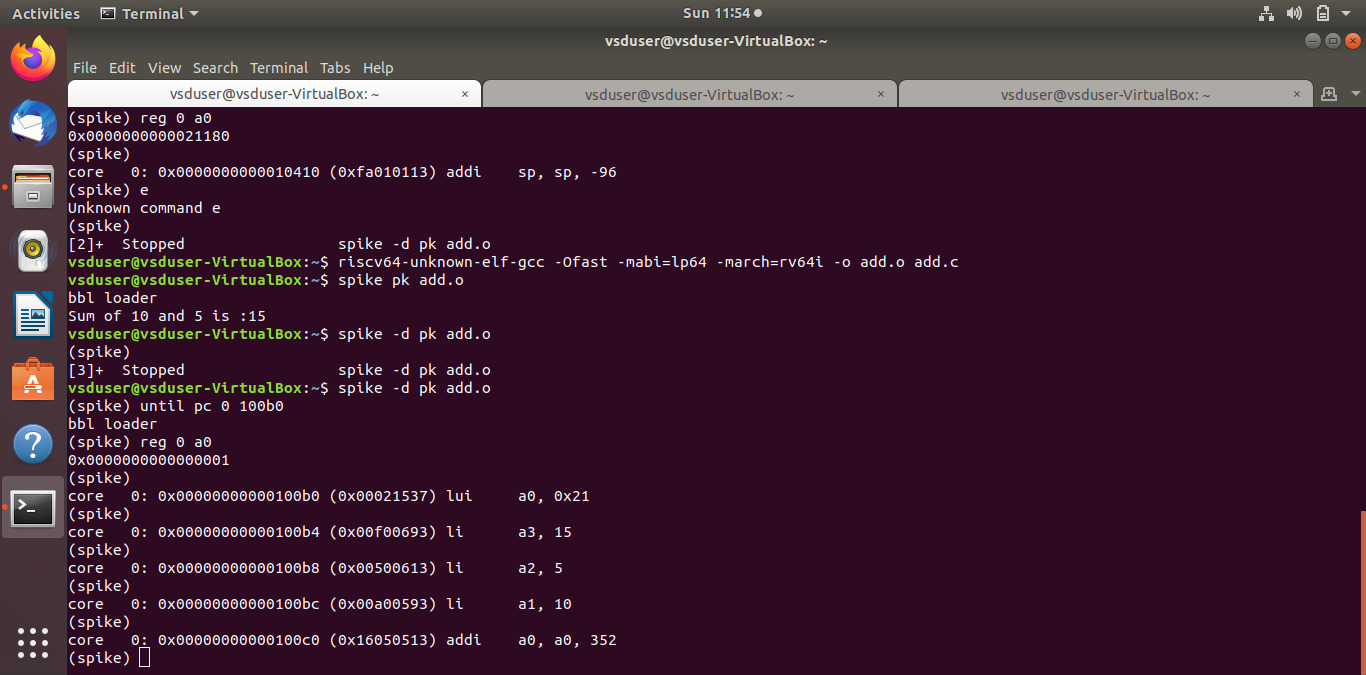 Activities Terminal Sun 11:54
vsduser@vsduser-VirtualBox: ~
File Edit View Search Terminal Tabs Help
vsduser@vsduser-VirtualBox: ~ × vsduser@vsduser-VirtualBox: ~ × vsduser@vsduser-VirtualBox: ~ ×
(spike) reg 0 a0
0x0000000000021180
(spike)
core   0: 0x0000000000010410 (0xfa010113) addi    sp, sp, -96
(spike) e
Unknown command e
(spike)
[2]+  Stopped                 spike -d pk add.o
vsduser@vsduser-VirtualBox:~$ riscv64-unknown-elf-gcc -Ofast -mabi=lp64 -march=rv64i -o add.o add.c
vsduser@vsduser-VirtualBox:~$ spike pk add.o
bbl loader
Sum of 10 and 5 is :15
vsduser@vsduser-VirtualBox:~$ spike -d pk add.o
(spike)
[3]+  Stopped                 spike -d pk add.o
vsduser@vsduser-VirtualBox:~$ spike -d pk add.o
(spike) until pc 0 100b0
bbl loader
(spike) reg 0 a0
0x0000000000000001
(spike)
core   0: 0x00000000000100b0 (0x00021537) lui     a0, 0x21
(spike)
core   0: 0x00000000000100b4 (0x00f00693) li      a3, 15
(spike)
core   0: 0x00000000000100b8 (0x00500613) li      a2, 5
(spike)
core   0: 0x00000000000100bc (0x00a00593) li      a1, 10
(spike)
core   0: 0x00000000000100c0 (0x16050513) addi    a0, a0, 352
(spike)